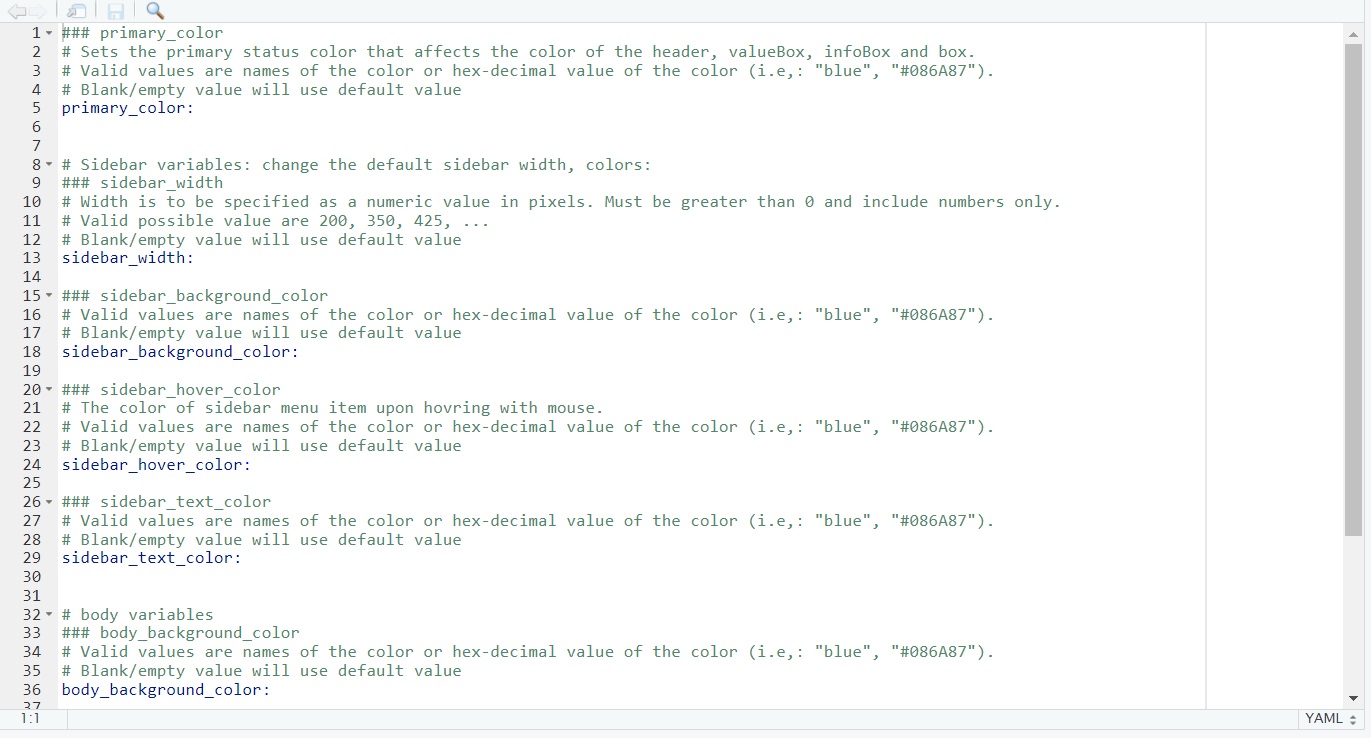 1 ### primary_color
2 # Sets the primary status color that affects the color of the header, valueBox, infoBox and box.
3 # Valid values are names of the color or hex-decimal value of the color (i.e,: "blue", "#086A87").
4 # Blank/empty value will use default value
5 primary_color:
6
7
8 # Sidebar variables: change the default sidebar width, colors:
9 ### sidebar_width
10 # Width is to be specified as a numeric value in pixels. Must be greater than 0 and include numbers only.
11 # Valid possible value are 200, 350, 425, ...
12 # Blank/empty value will use default value
13 sidebar_width:
14
15 ### sidebar_background_color
16 # Valid values are names of the color or hex-decimal value of the color (i.e,: "blue", "#086A87").
17 # Blank/empty value will use default value
18 sidebar_background_color:
19
20 ### sidebar_hover_color
21 # The color of sidebar menu item upon hovring with mouse.
22 # Valid values are names of the color or hex-decimal value of the color (i.e,: "blue", "#086A87").
23 # Blank/empty value will use default value
24 sidebar_hover_color:
25
26 ### sidebar_text_color
27 # Valid values are names of the color or hex-decimal value of the color (i.e,: "blue", "#086A87").
28 # Blank/empty value will use default value
29 sidebar_text_color:
30
31
32 # body variables
33 ### body_background_color
34 # Valid values are names of the color or hex-decimal value of the color (i.e,: "blue", "#086A87").
35 # Blank/empty value will use default value
36 body_background_color:
37
1:1 YAML